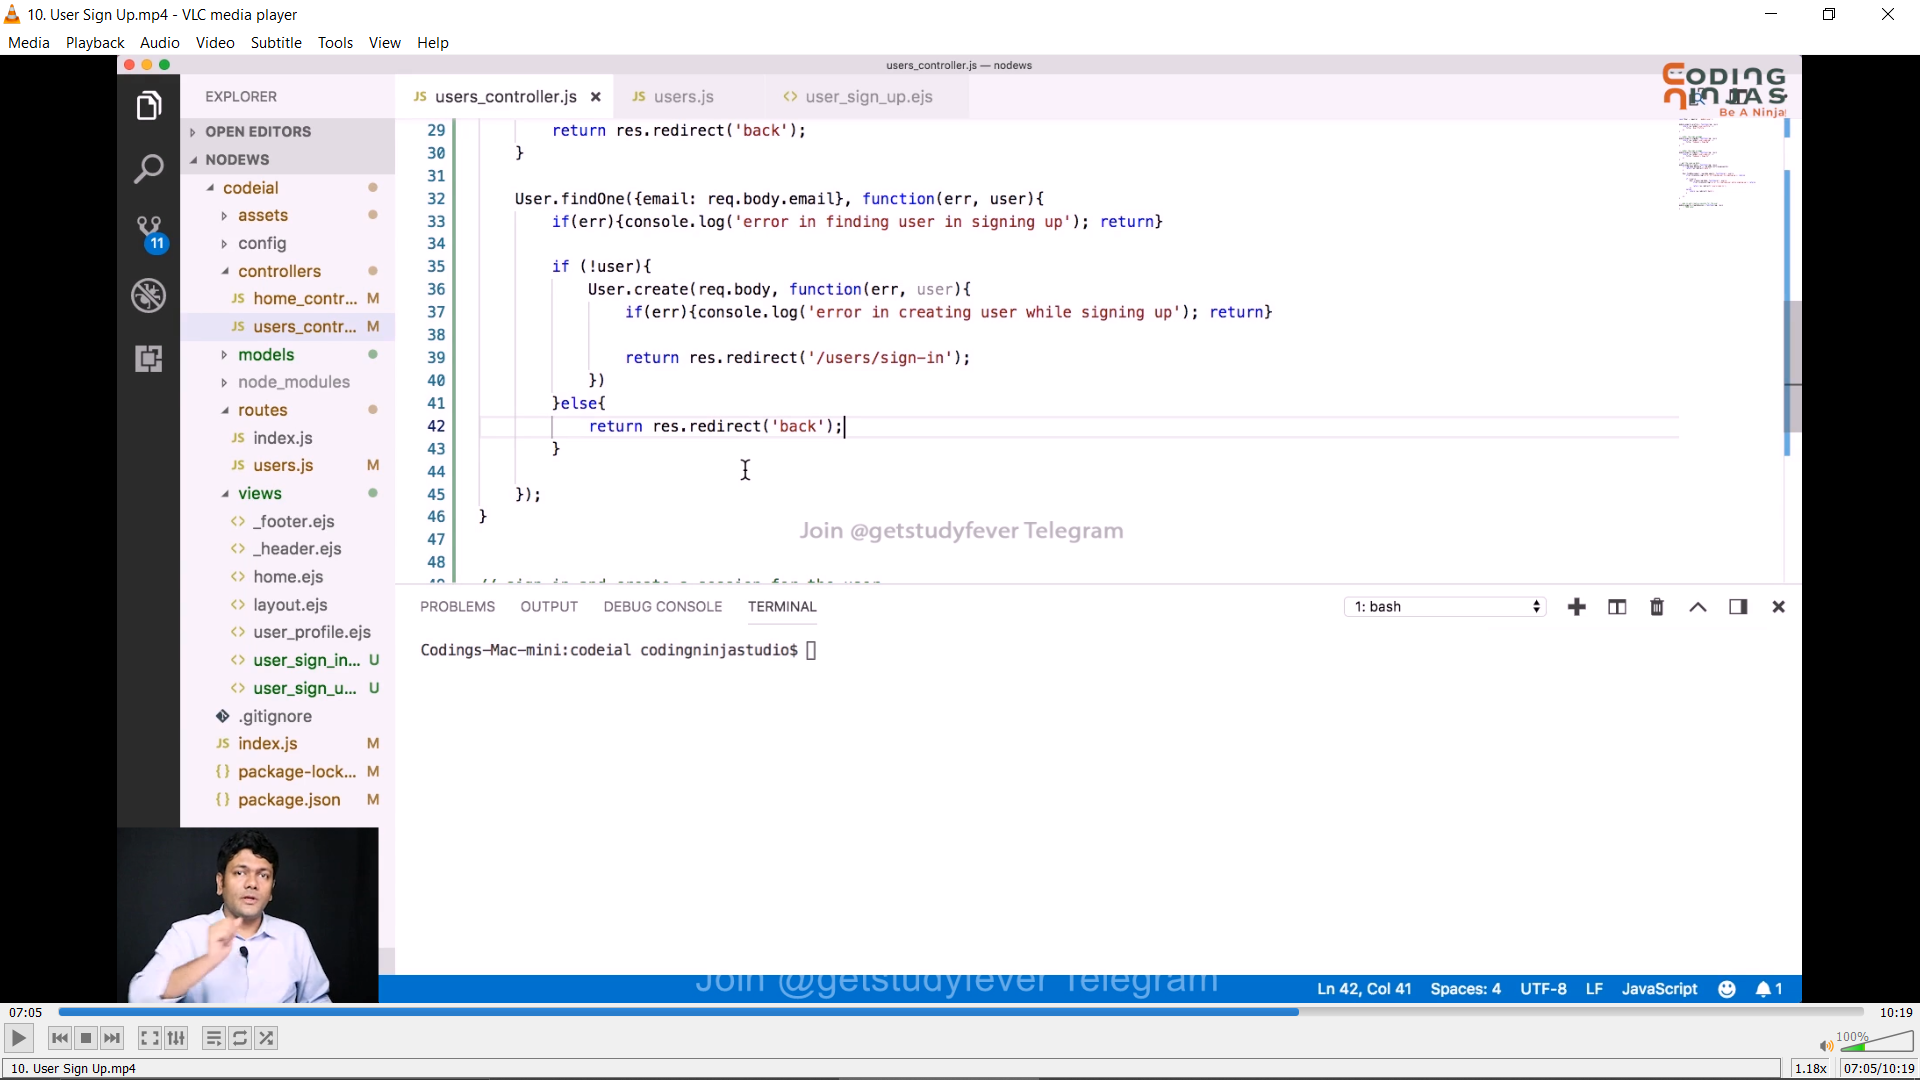 10. User Sign Up.mp4 - VLC media player
Media Playback Audio Video Subtitle Tools View Help
users_controller.js — nodews
CODING NINJAS
Be A Ninja
EXPLORER
JS users_controller.js
JS users.js
<> user_sign_up.ejs
OPEN EDITORS
NODEWS
codeial
assets
config
controllers
JS home_contr... M
JS users_contr... M
models
node_modules
routes
JS index.js
JS users.js M
views
<> _footer.ejs
<> _header.ejs
<> home.ejs
<> layout.ejs
<> user_profile.ejs
<> user_sign_in... U
<> user_sign_u... U
.gitignore
JS index.js M
{} package-lock... M
{} package.json M
11
29 return res.redirect('back');
30 }
31
32 User.findOne({email: req.body.email}, function(err, user){
33 if(err){console.log('error in finding user in signing up'); return}
34
35 if (!user){
36 User.create(req.body, function(err, user){
37 if(err){console.log('error in creating user while signing up'); return}
38
39 return res.redirect('/users/sign-in');
40 })
41 }else{
42 return res.redirect('back');
43 }
44
45 });
46 }
47
48
Join @getstudyfever Telegram
PROBLEMS OUTPUT DEBUG CONSOLE TERMINAL
1: bash
Codings-Mac-mini:codeial codingninjastudio$
Join @getstudyfever Telegram
Ln 42, Col 41 Spaces: 4 UTF-8 LF JavaScript 1
07:05
10:19
100%
10. User Sign Up.mp4
1.18x
07:05/10:19